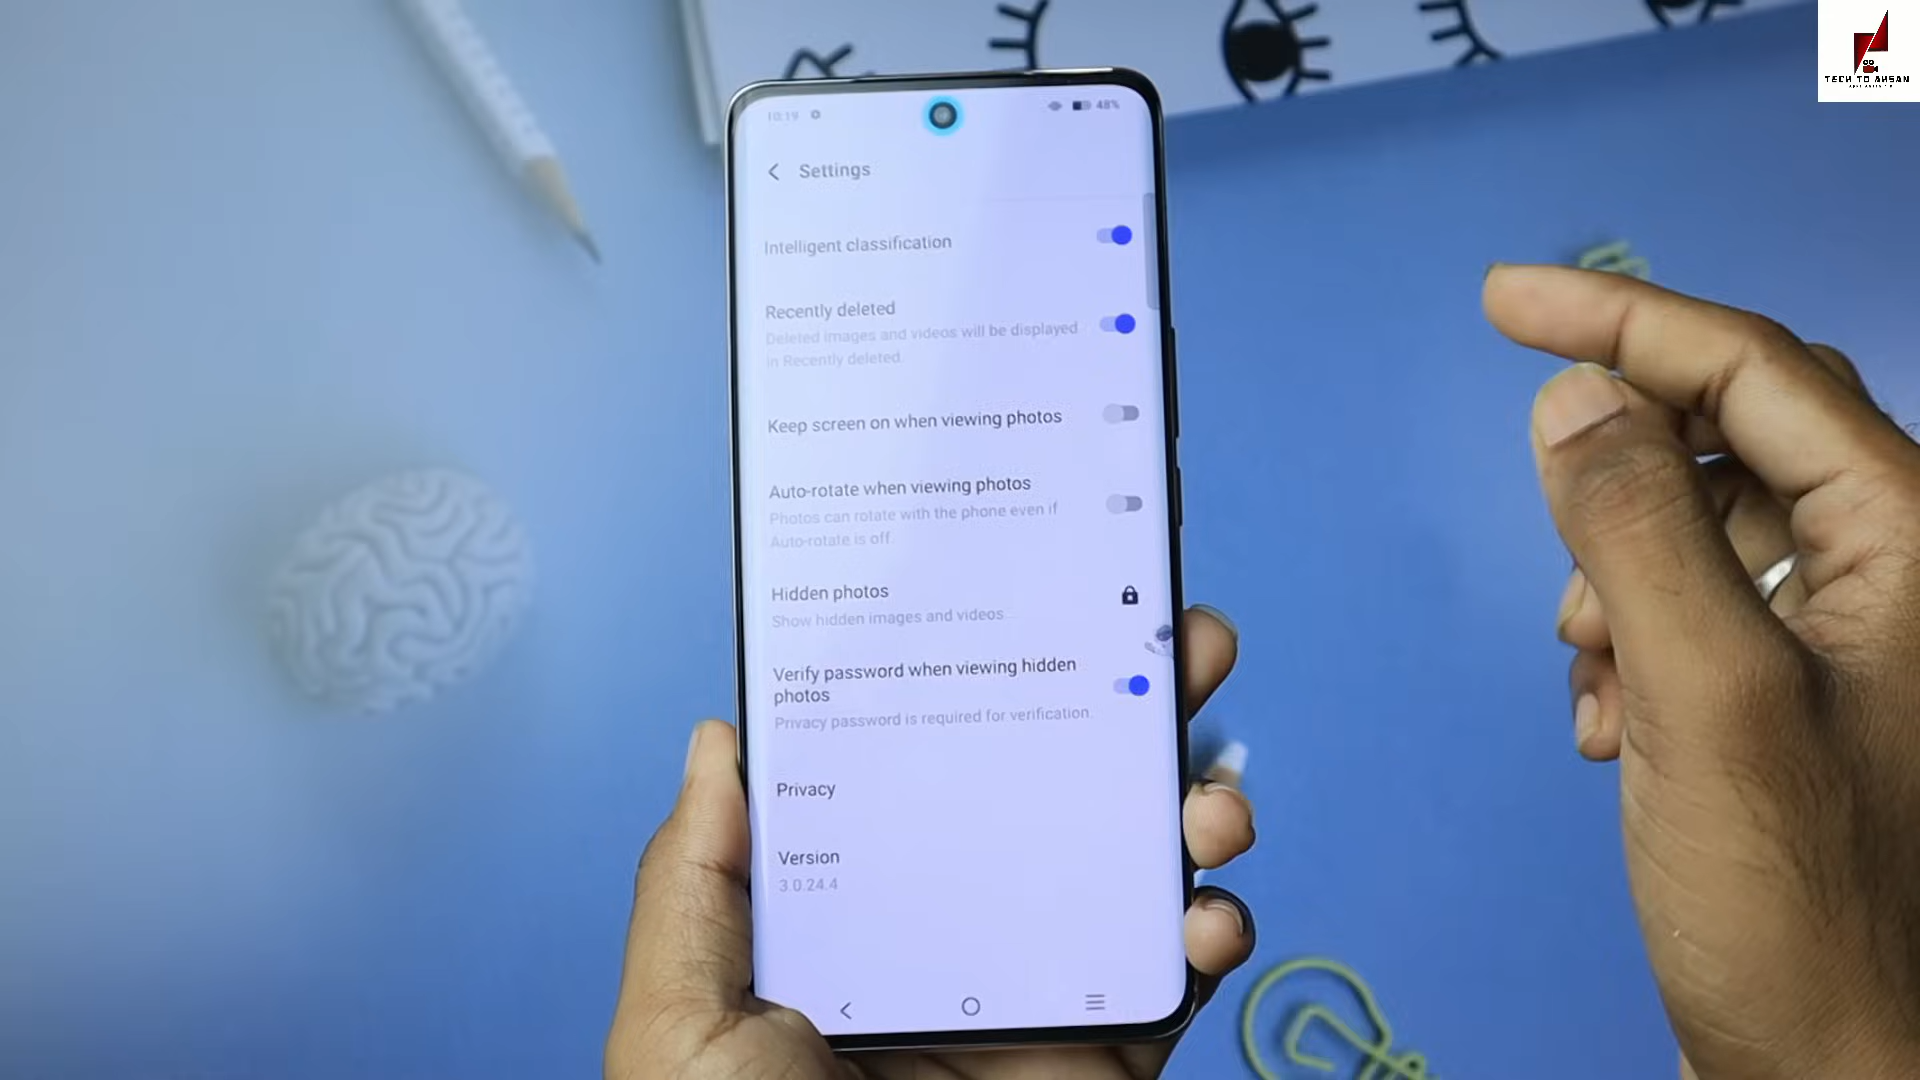 10:19
48%
Settings
Intelligent classification
Recently deleted
Deleted images and videos will be displayed
in Recently deleted.
Keep screen on when viewing photos
Auto-rotate when viewing photos
Photos can rotate with the phone even if
Auto-rotate is off.
Hidden photos
Show hidden images and videos
Verify password when viewing hidden
photos
Privacy password is required for verification.
Privacy
Version
3.0.24.4
TECH TO AHSAN